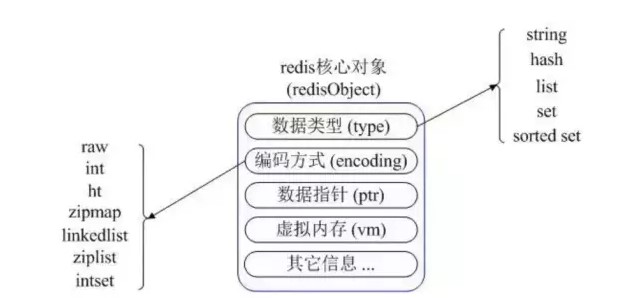 redis核心对象
(redisObject)
数据类型 (type)
编码方式 (encoding)
数据指针 (ptr)
虚拟内存 (vm)
其它信息 ...
string
hash
list
set
sorted set
raw
int
ht
zipmap
linkedlist
ziplist
intset